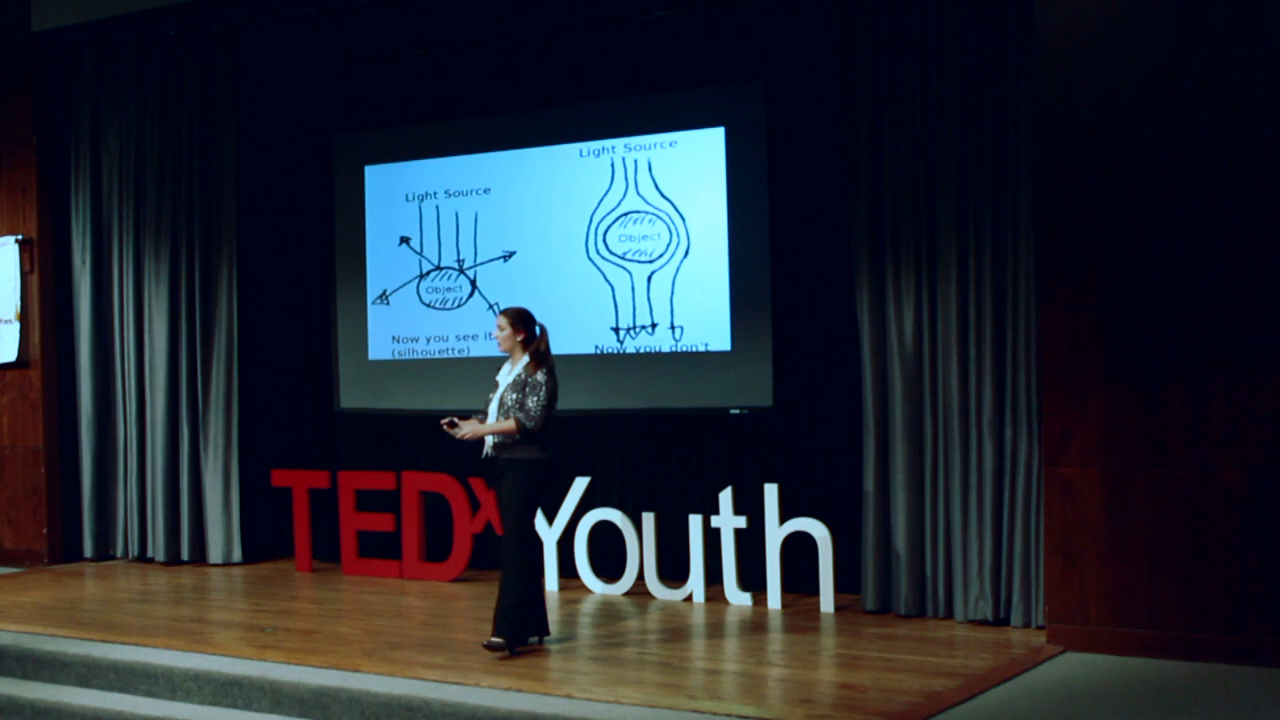 Light Source
Object
Now you see it
(silhouette)
Light Source
Object
Now you don't
TEDx
Youth